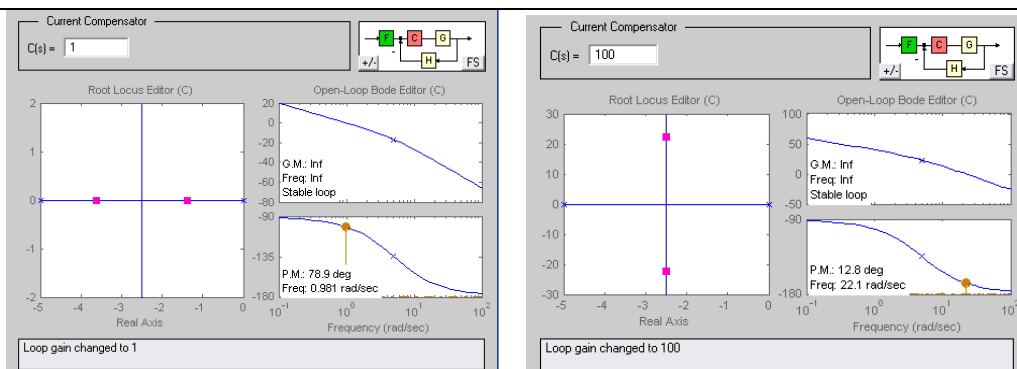 Current Compensator
C(s) = 1
F C G
H
+/- FS
Root Locus Editor (C)
2
1
0
-1
-2
-5 -4 -3 -2 -1 0
Real Axis
Open-Loop Bode Editor (C)
20
0
-20
-40
-60
-80
G.M.: Inf
Freq: Inf
Stable loop
-90
-135
-180
P.M.: 78.9 deg
Freq: 0.981 rad/sec
10^-1 10^0 10^1 10^2
Frequency (rad/sec)
Loop gain changed to 1
Current Compensator
C(s) = 100
F C G
H
+/- FS
Root Locus Editor (C)
30
20
10
0
-10
-20
-30
-5 -4 -3 -2 -1 0
Real Axis
Open-Loop Bode Editor (C)
100
50
0
-50
G.M.: Inf
Freq: Inf
Stable loop
-90
-135
-180
P.M.: 12.8 deg
Freq: 22.1 rad/sec
10^-1 10^0 10^1 10^2
Frequency (rad/sec)
Loop gain changed to 100